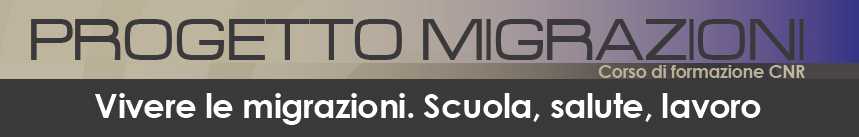 PROGETTO MIGRAZIONI
Corso di formazione CNR
Vivere le migrazioni. Scuola, salute, lavoro